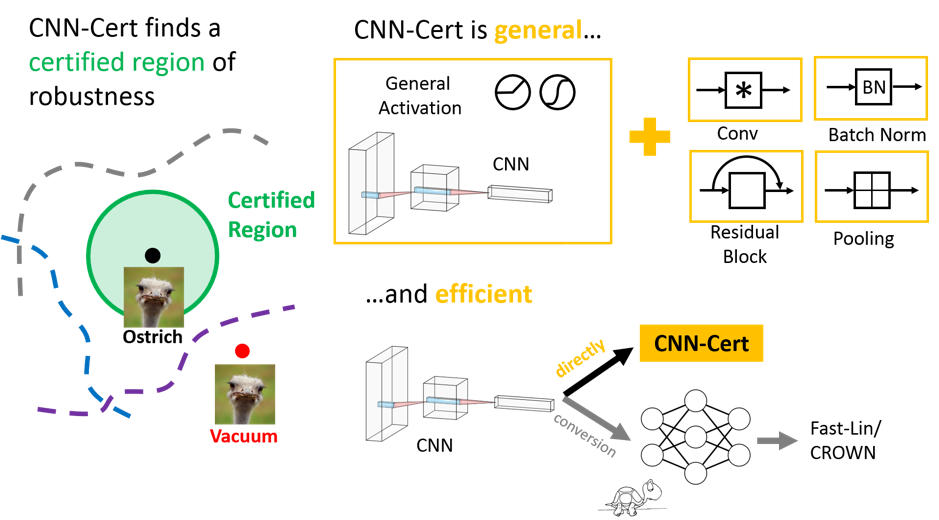 CNN-Cert finds a
certified region of
robustness
Certified
Region
Ostrich
Vacuum
CNN-Cert is general...
General
Activation
CNN
*
Conv
BN
Batch Norm
Residual
Block
Pooling
...and efficient
CNN
directly
conversion
CNN-Cert
Fast-Lin/
CROWN